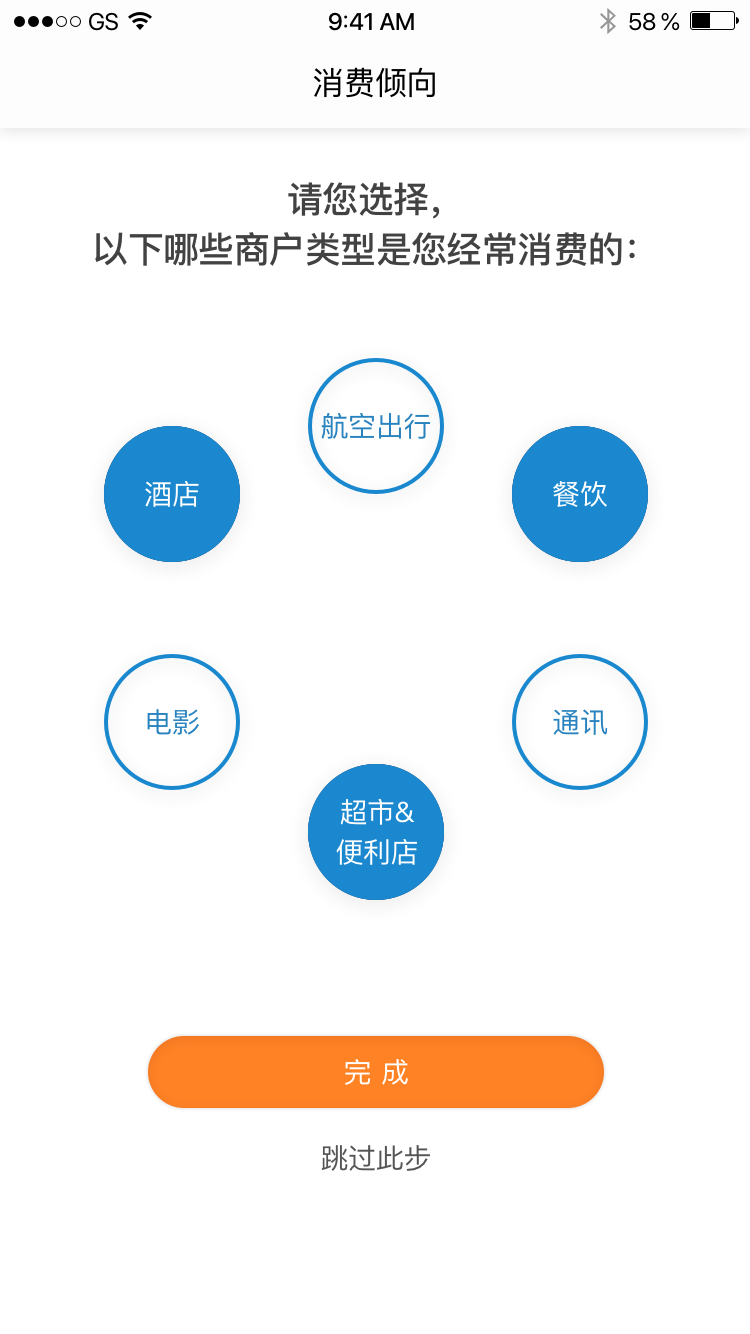 GS 9:41 AM 58 %
消费倾向
请您选择，
以下哪些商户类型是您经常消费的：
航空出行
酒店
餐饮
电影
通讯
超市&
便利店
完 成
跳过此步